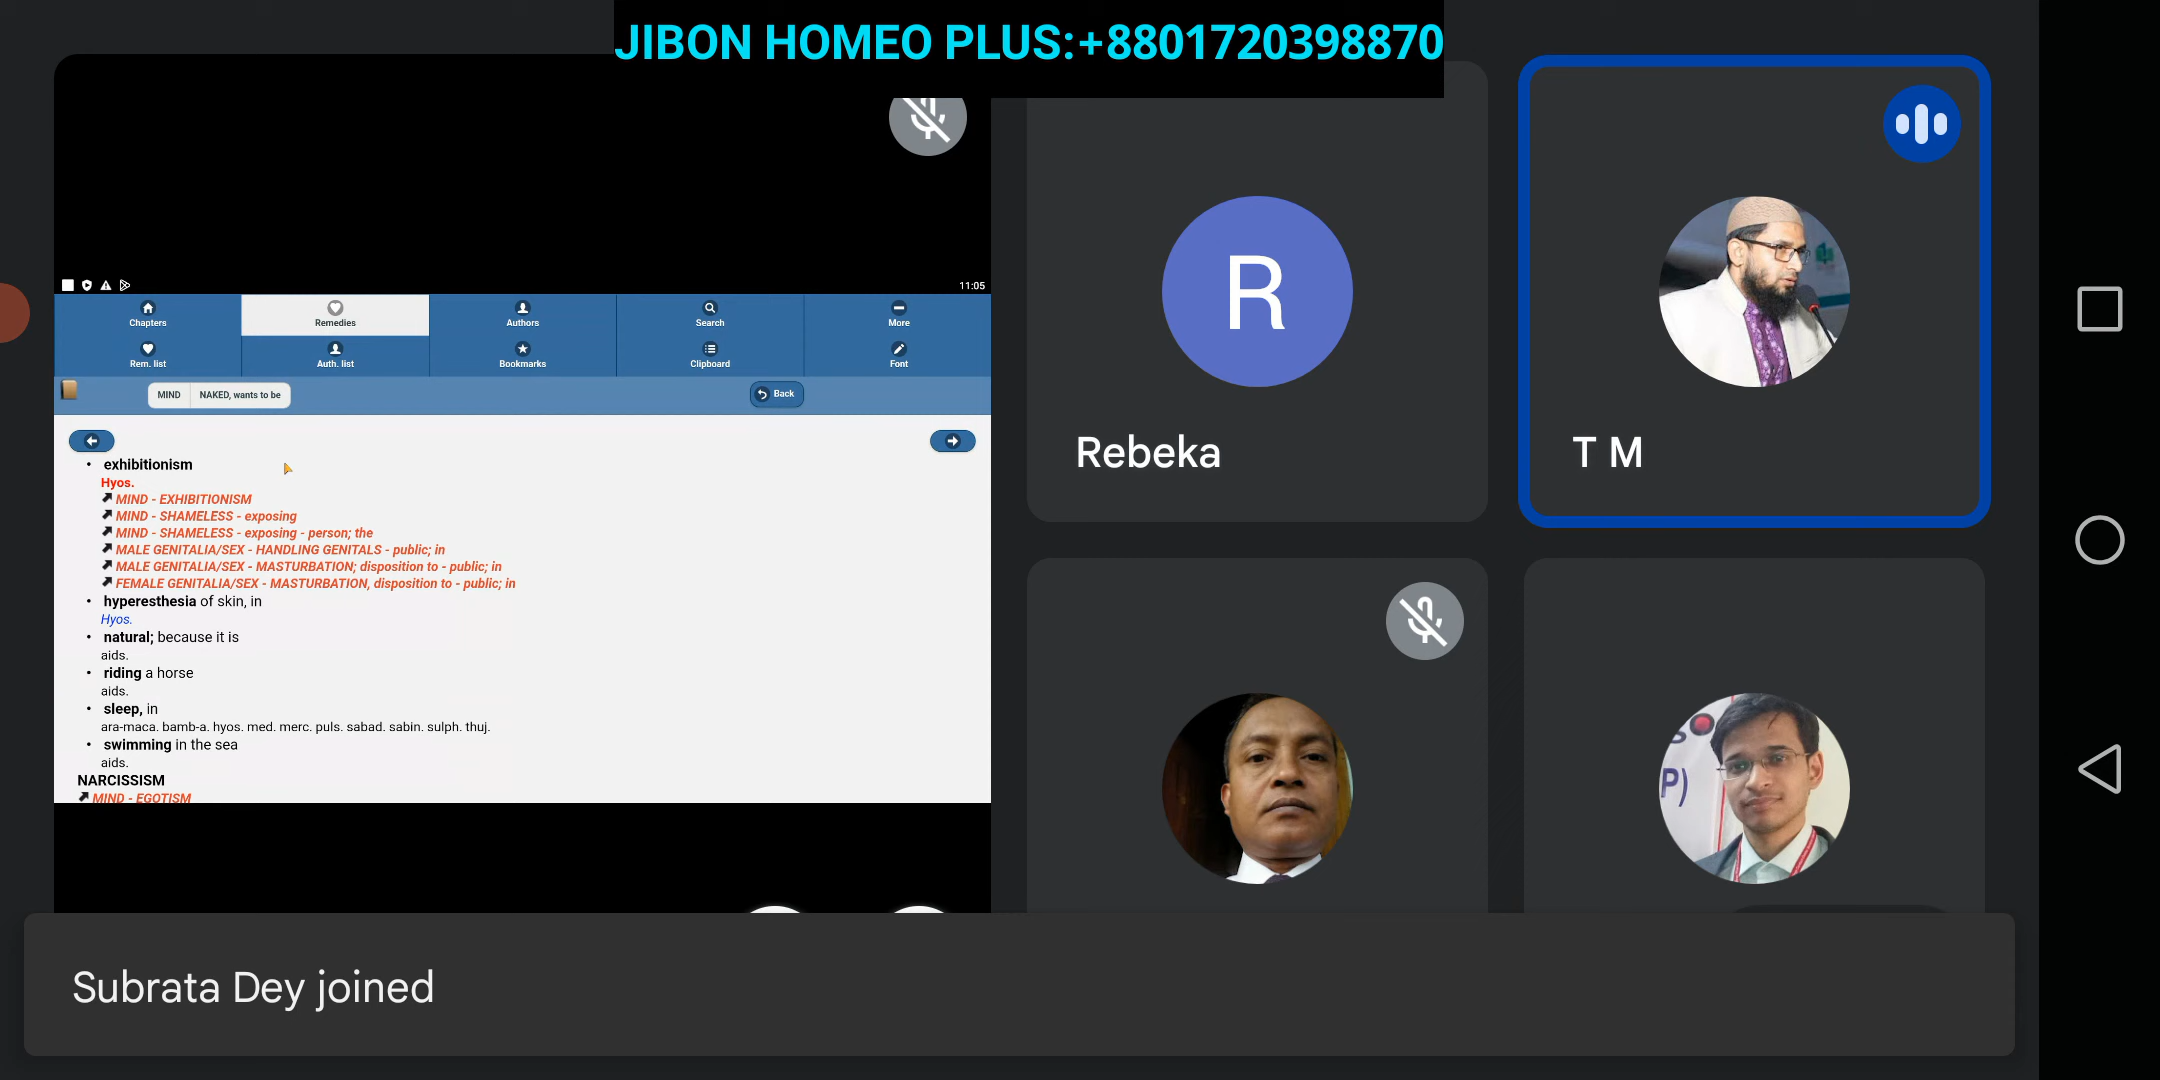 JIBON HOMEO PLUS:+8801720398870
11:05
Chapters
Remedies
Authors
Search
More
Rem. list
Auth. list
Bookmarks
Clipboard
Font
MIND NAKED, wants to be
Back
• exhibitionism
Hyos.
MIND - EXHIBITIONISM
MIND - SHAMELESS - exposing
MIND - SHAMELESS - exposing - person; the
MALE GENITALIA/SEX - HANDLING GENITALS - public; in
MALE GENITALIA/SEX - MASTURBATION; disposition to - public; in
FEMALE GENITALIA/SEX - MASTURBATION, disposition to - public; in
• hyperesthesia of skin, in
Hyos.
• natural; because it is
aids.
• riding a horse
aids.
• sleep, in
ara-maca. bamb-a. hyos. med. merc. puls. sabad. sabin. sulph. thuj.
• swimming in the sea
aids.
NARCISSISM
MIND - EGOTISM
R
Rebeka
T M
P)
Subrata Dey joined